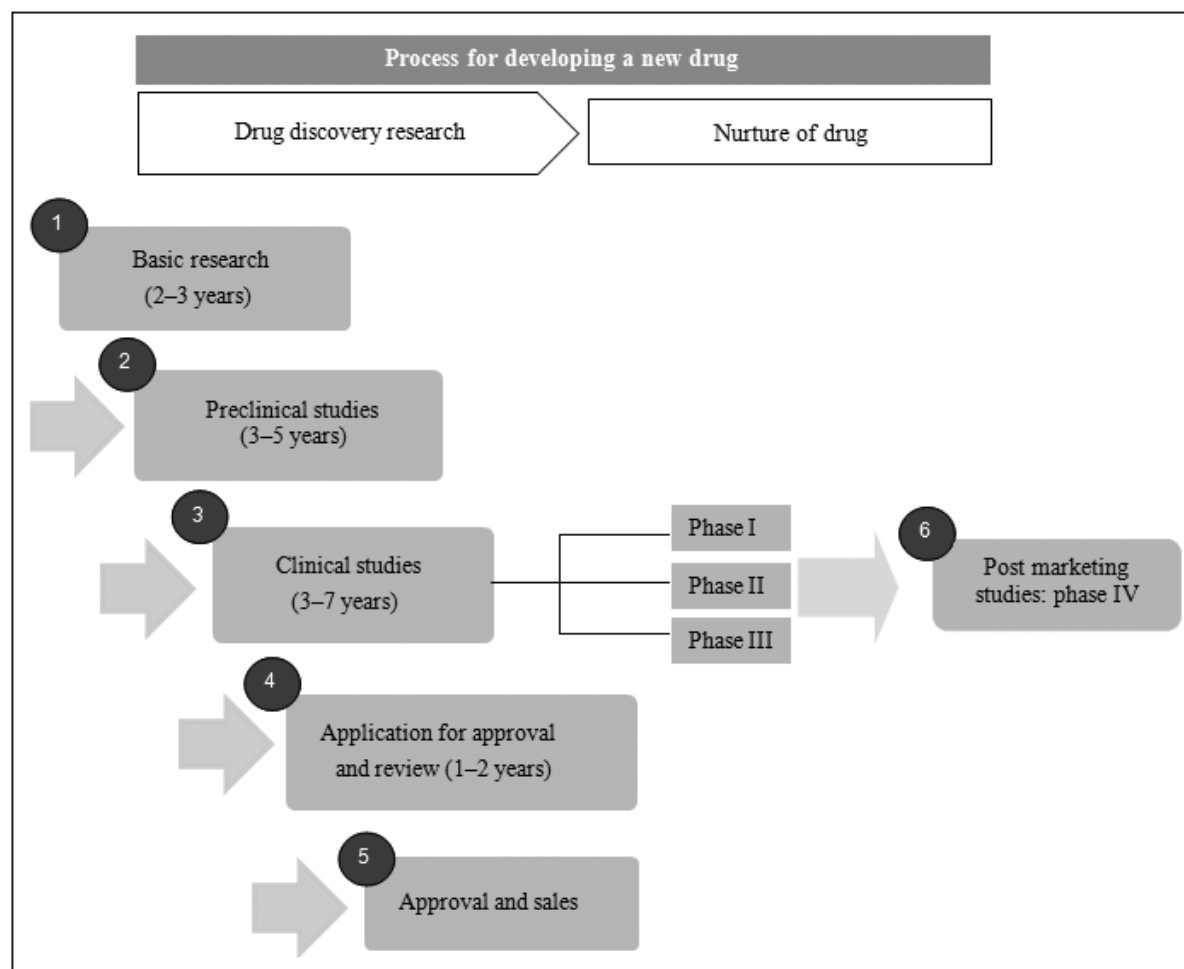 Process for developing a new drug
Drug discovery research
Nurture of drug
1
Basic research
(2–3 years)
2
Preclinical studies
(3–5 years)
3
Clinical studies
(3–7 years)
Phase I
Phase II
Phase III
6
Post marketing
studies: phase IV
4
Application for approval
and review (1–2 years)
5
Approval and sales